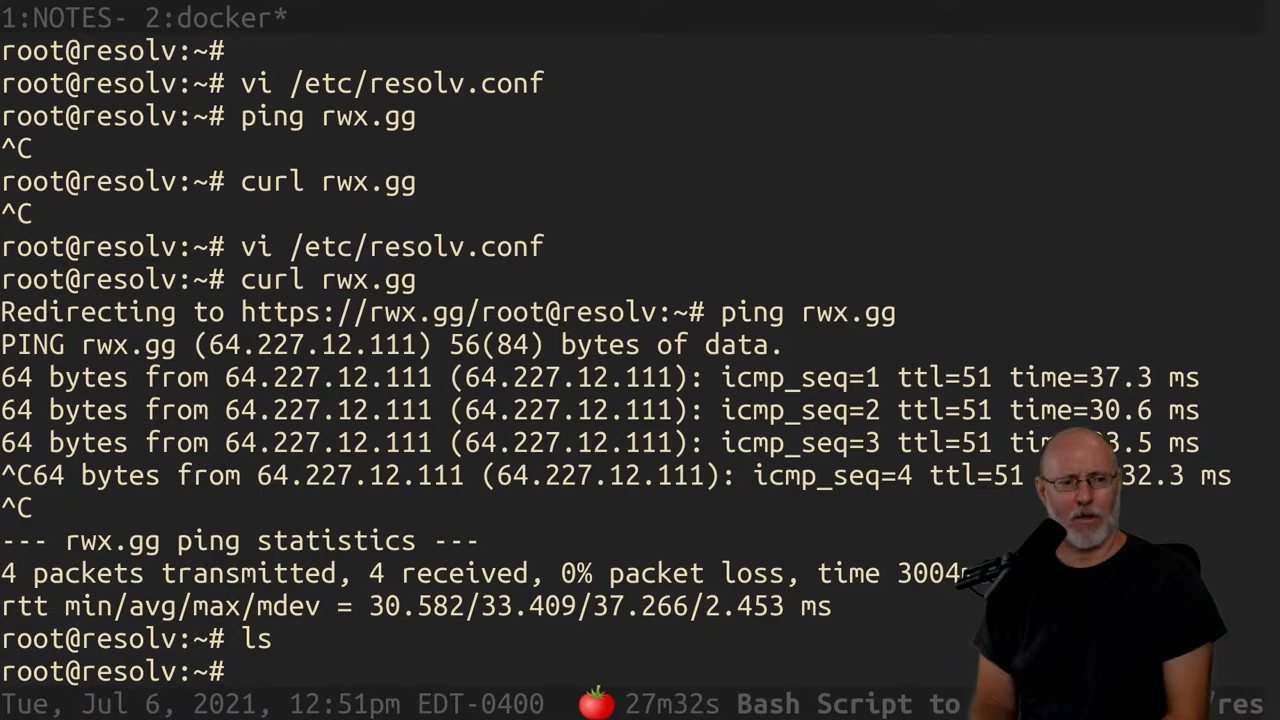 1:NOTES- 2:docker*
root@resolv:~#
root@resolv:~# vi /etc/resolv.conf
root@resolv:~# ping rwx.gg
^C
root@resolv:~# curl rwx.gg
^C
root@resolv:~# vi /etc/resolv.conf
root@resolv:~# curl rwx.gg
Redirecting to https://rwx.gg/root@resolv:~# ping rwx.gg
PING rwx.gg (64.227.12.111) 56(84) bytes of data.
64 bytes from 64.227.12.111 (64.227.12.111): icmp_seq=1 ttl=51 time=37.3 ms
64 bytes from 64.227.12.111 (64.227.12.111): icmp_seq=2 ttl=51 time=30.6 ms
64 bytes from 64.227.12.111 (64.227.12.111): icmp_seq=3 ttl=51 3.5 ms
^C64 bytes from 64.227.12.111 (64.227.12.111): icmp_seq=4 ttl=51 32.3 ms
^C
--- rwx.gg ping statistics ---
4 packets transmitted, 4 received, 0% packet loss, time 3004
rtt min/avg/max/mdev = 30.582/33.409/37.266/2.453 ms
root@resolv:~# ls
root@resolv:~#
Tue, Jul 6, 2021, 12:51pm EDT-0400 27m32s Bash Script to /res